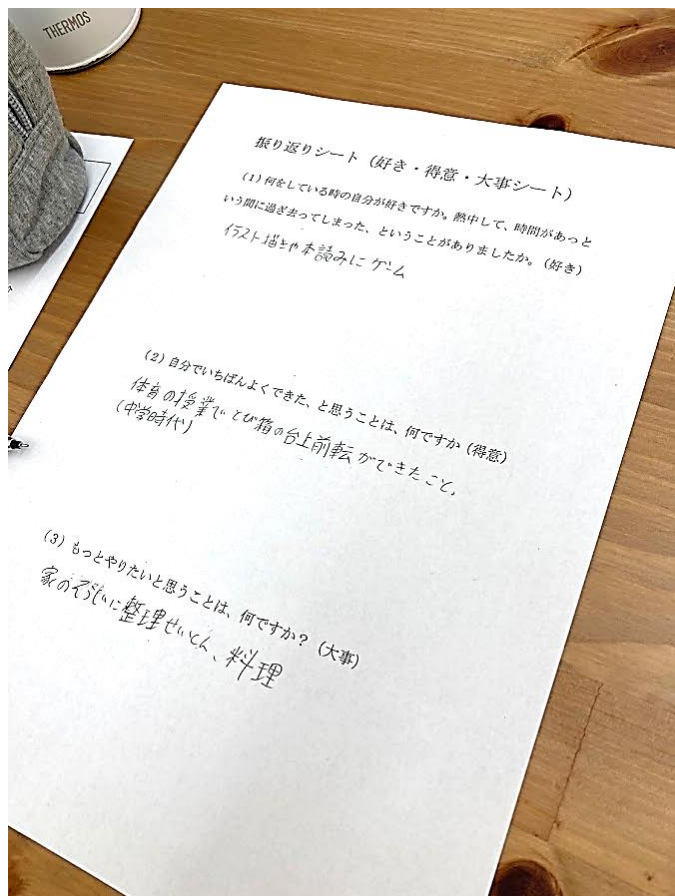 THERMOS
振り返りシート（好き・得意・大事シート）
（1）何をしている時の自分が好きですか。熱中して、時間があっと
いう間に過ぎ去ってしまった、ということがありましたか。（好き）
イラスト描きや本読みにゲーム
（2）自分でいちばんよくできた、と思うことは、何ですか（得意）
体育の授業でとび箱の台上前転ができたこと。
（中学時代）
（3）もっとやりたいと思うことは、何ですか？（大事）
家のそうじに整理せいとん、料理